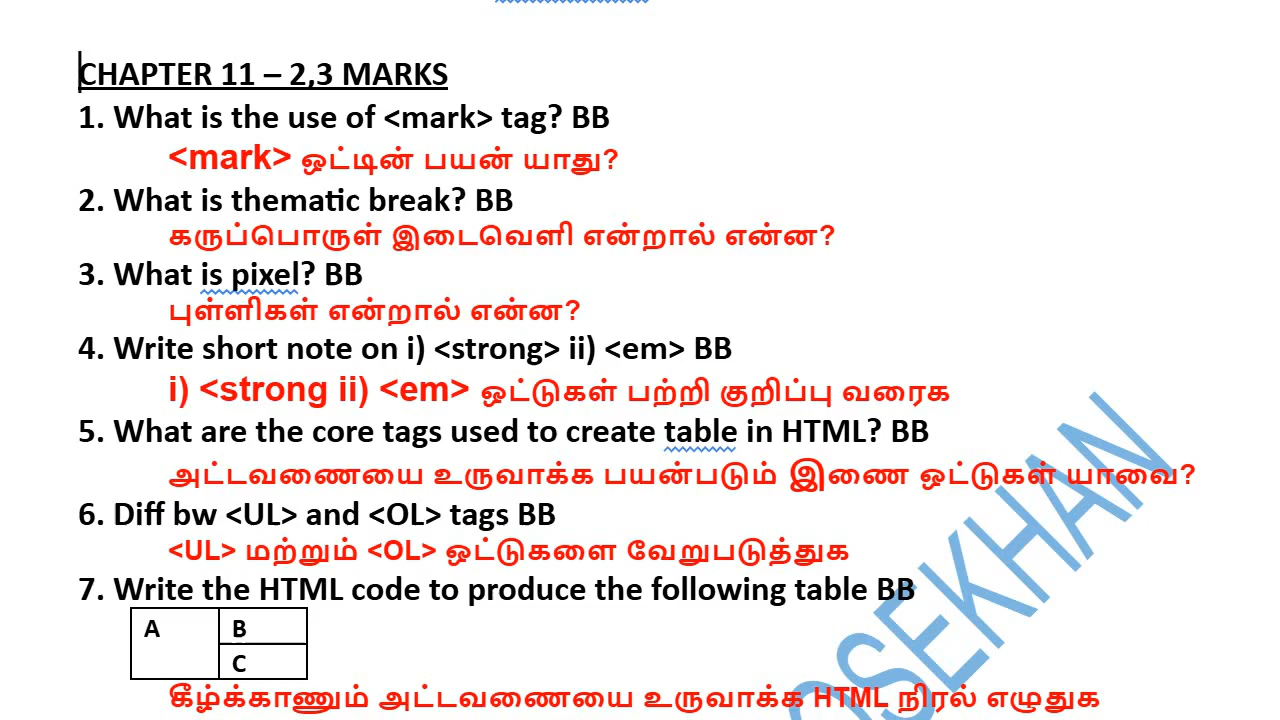 CHAPTER 11 – 2,3 MARKS
1. What is the use of <mark> tag? BB
<mark> ஒட்டின் பயன் யாது?
2. What is thematic break? BB
கருப்பொருள் இடைவெளி என்றால் என்ன?
3. What is pixel? BB
புள்ளிகள் என்றால் என்ன?
4. Write short note on i) <strong> ii) <em> BB
i) <strong ii) <em> ஒட்டுகள் பற்றி குறிப்பு வரைக
5. What are the core tags used to create table in HTML? BB
அட்டவணையை உருவாக்க பயன்படும் இணை ஒட்டுகள் யாவை?
6. Diff bw <UL> and <OL> tags BB
<UL> மற்றும் <OL> ஒட்டுகளை வேறுபடுத்துக
7. Write the HTML code to produce the following table BB
A B
C
கீழ்க்காணும் அட்டவணையை உருவாக்க HTML நிரல் எழுதுக
OSEKHAN